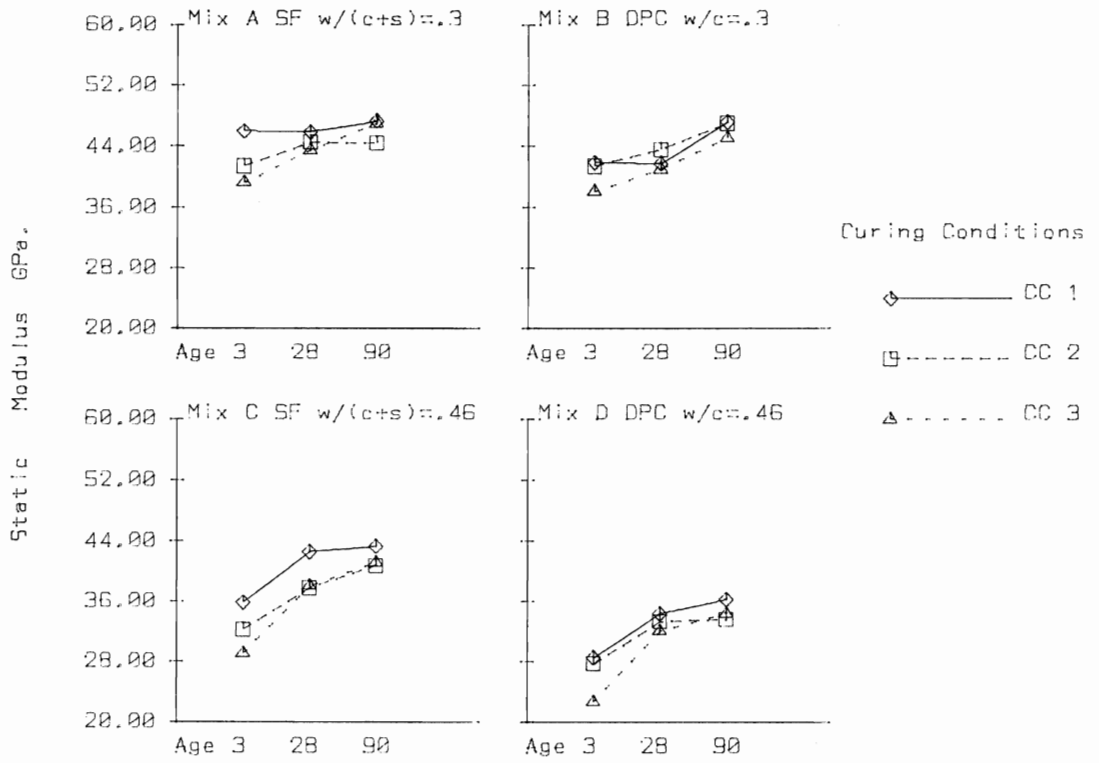 Static Modulus GPa.
Mix A SF w/(c+s)=.3
60.00
52.00
44.00
36.00
28.00
20.00
Age 3 28 90
Mix B OPC w/c=.3
Age 3 28 90
Mix C SF w/(c+s)=.46
60.00
52.00
44.00
36.00
28.00
20.00
Age 3 28 90
Mix D OPC w/c=.46
Age 3 28 90
Curing Conditions
CC 1
CC 2
CC 3